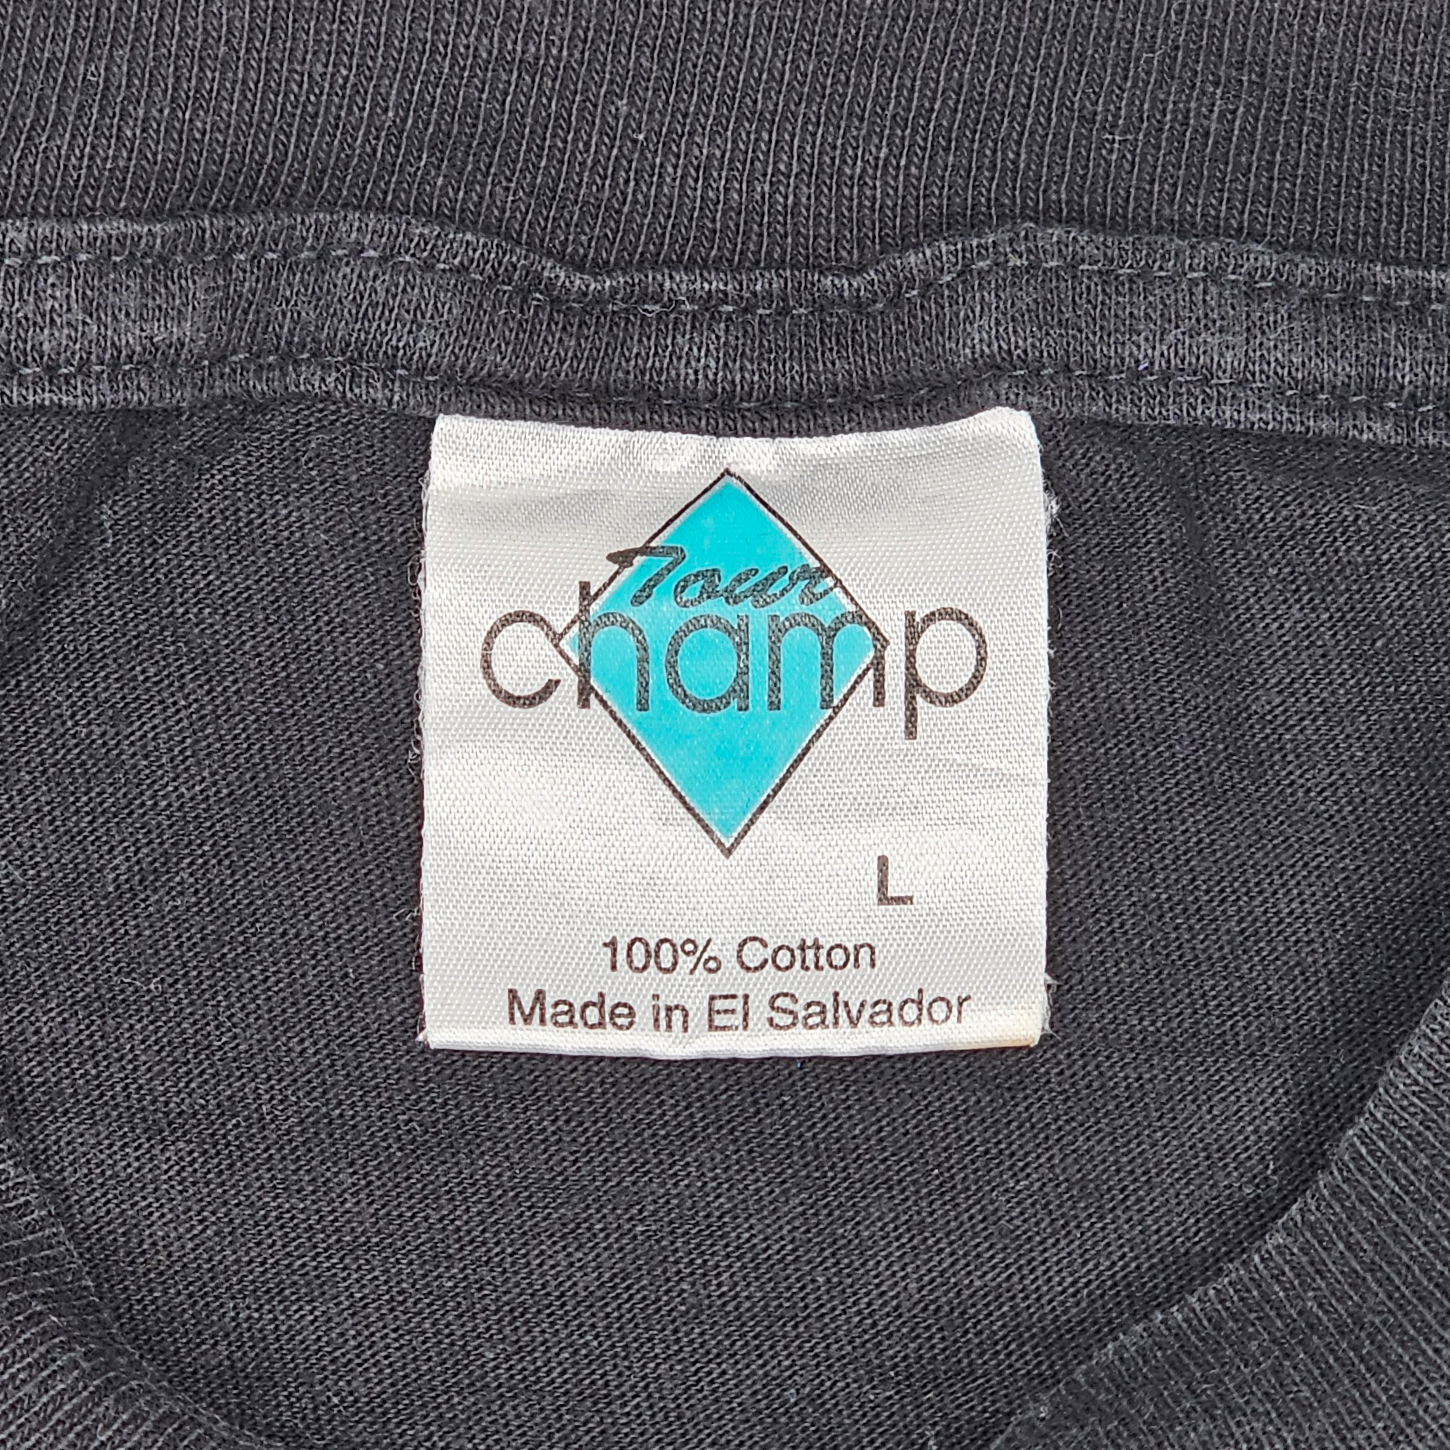 Tour
champ
L
100% Cotton
Made in El Salvador